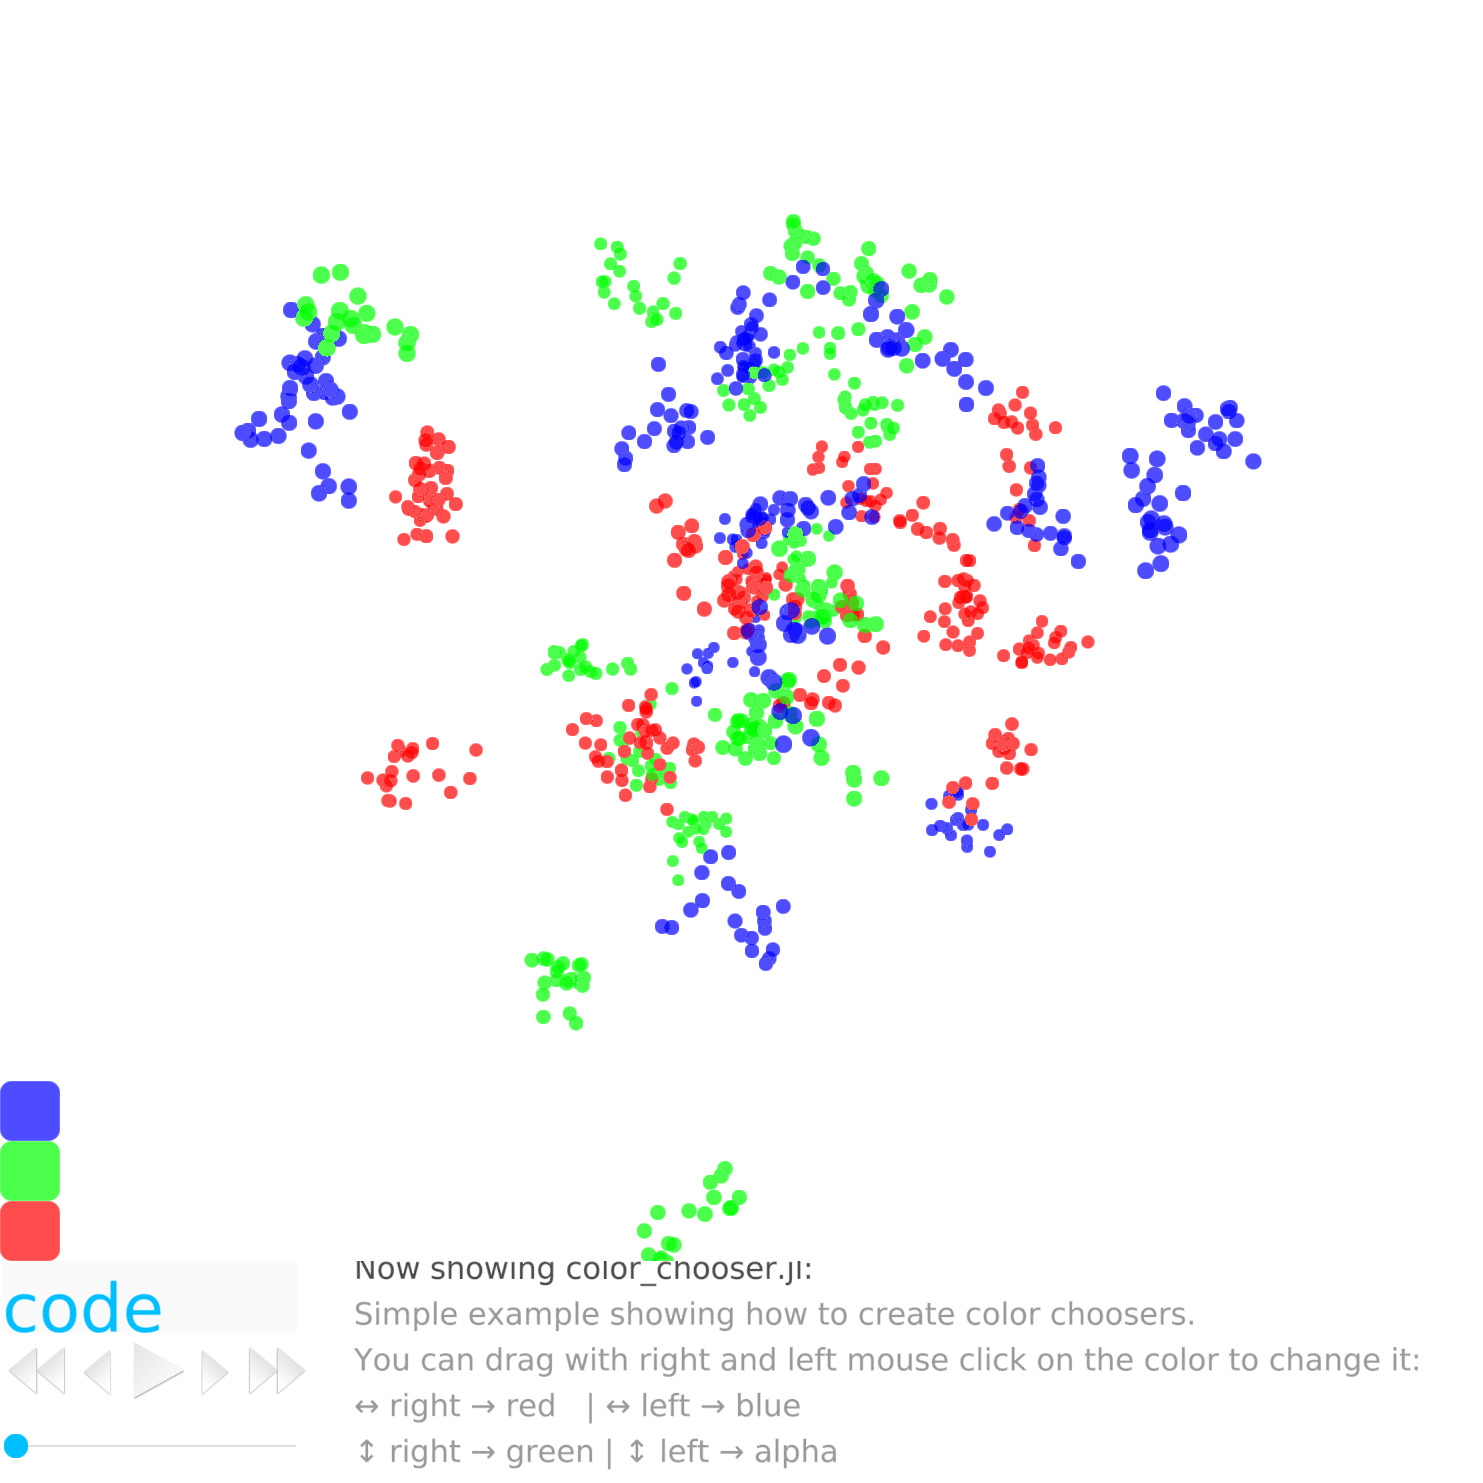 code
Now showing color_chooser.jl:
Simple example showing how to create color choosers.
You can drag with right and left mouse click on the color to change it:
↔ right → red | ↔ left → blue
↕ right → green | ↕ left → alpha